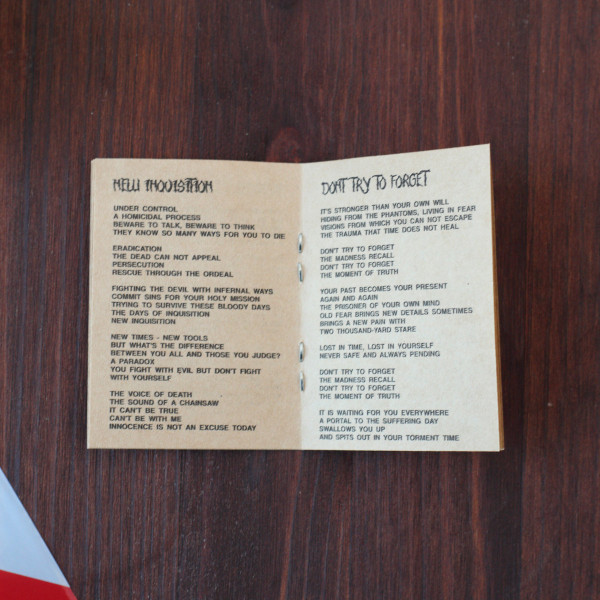 NEW INQUISITION
UNDER CONTROL
A HOMICIDAL PROCESS
BEWARE TO TALK, BEWARE TO THINK
THEY KNOW SO MANY WAYS FOR YOU TO DIE
ERADICATION
THE DEAD CAN NOT APPEAL
PERSECUTION
RESCUE THROUGH THE ORDEAL
FIGHTING THE DEVIL WITH INFERNAL WAYS
COMMIT SINS FOR YOUR HOLY MISSION
TRYING TO SURVIVE THESE BLOODY DAYS
THE DAYS OF INQUISITION
NEW INQUISITION
NEW TIMES - NEW TOOLS
BUT WHAT'S THE DIFFERENCE
BETWEEN YOU ALL AND THOSE YOU JUDGE?
A PARADOX
YOU FIGHT WITH EVIL BUT DON'T FIGHT
WITH YOURSELF
THE VOICE OF DEATH
THE SOUND OF A CHAINSAW
IT CAN'T BE TRUE
CAN'T BE WITH ME
INNOCENCE IS NOT AN EXCUSE TODAY
DONT TRY TO FORGET
IT'S STRONGER THAN YOUR OWN WILL
HIDING FROM THE PHANTOMS, LIVING IN FEAR
VISIONS FROM WHICH YOU CAN NOT ESCAPE
THE TRAUMA THAT TIME DOES NOT HEAL
DON'T TRY TO FORGET
THE MADNESS RECALL
DON'T TRY TO FORGET
THE MOMENT OF TRUTH
YOUR PAST BECOMES YOUR PRESENT
AGAIN AND AGAIN
THE PRISONER OF YOUR OWN MIND
OLD FEAR BRINGS NEW DETAILS SOMETIMES
BRINGS A NEW PAIN WITH
TWO THOUSAND-YARD STARE
LOST IN TIME, LOST IN YOURSELF
NEVER SAFE AND ALWAYS PENDING
DON'T TRY TO FORGET
THE MADNESS RECALL
DON'T TRY TO FORGET
THE MOMENT OF TRUTH
IT IS WAITING FOR YOU EVERYWHERE
A PORTAL TO THE SUFFERING DAY
SWALLOWS YOU UP
AND SPITS OUT IN YOUR TORMENT TIME